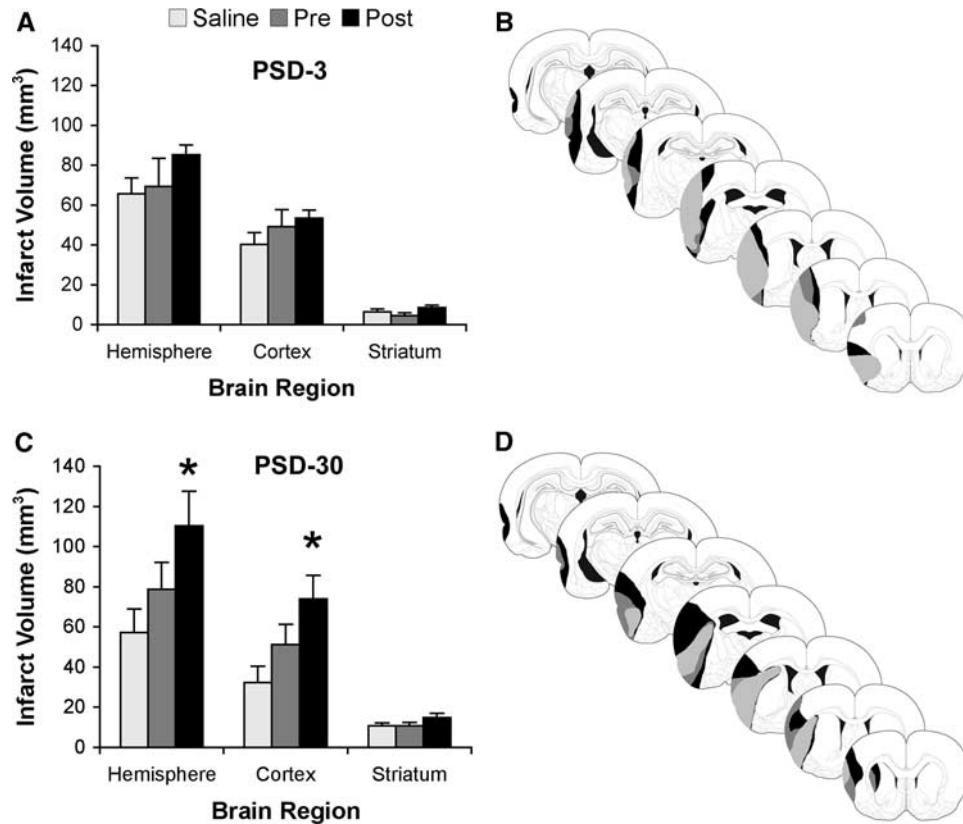 A
Saline Pre Post
B
PSD-3
Infarct Volume (mm³)
140
120
100
80
60
40
20
0
Hemisphere Cortex Striatum
Brain Region
C
PSD-30
D
Infarct Volume (mm³)
140
120
100
80
60
40
20
0
*
*
Hemisphere Cortex Striatum
Brain Region